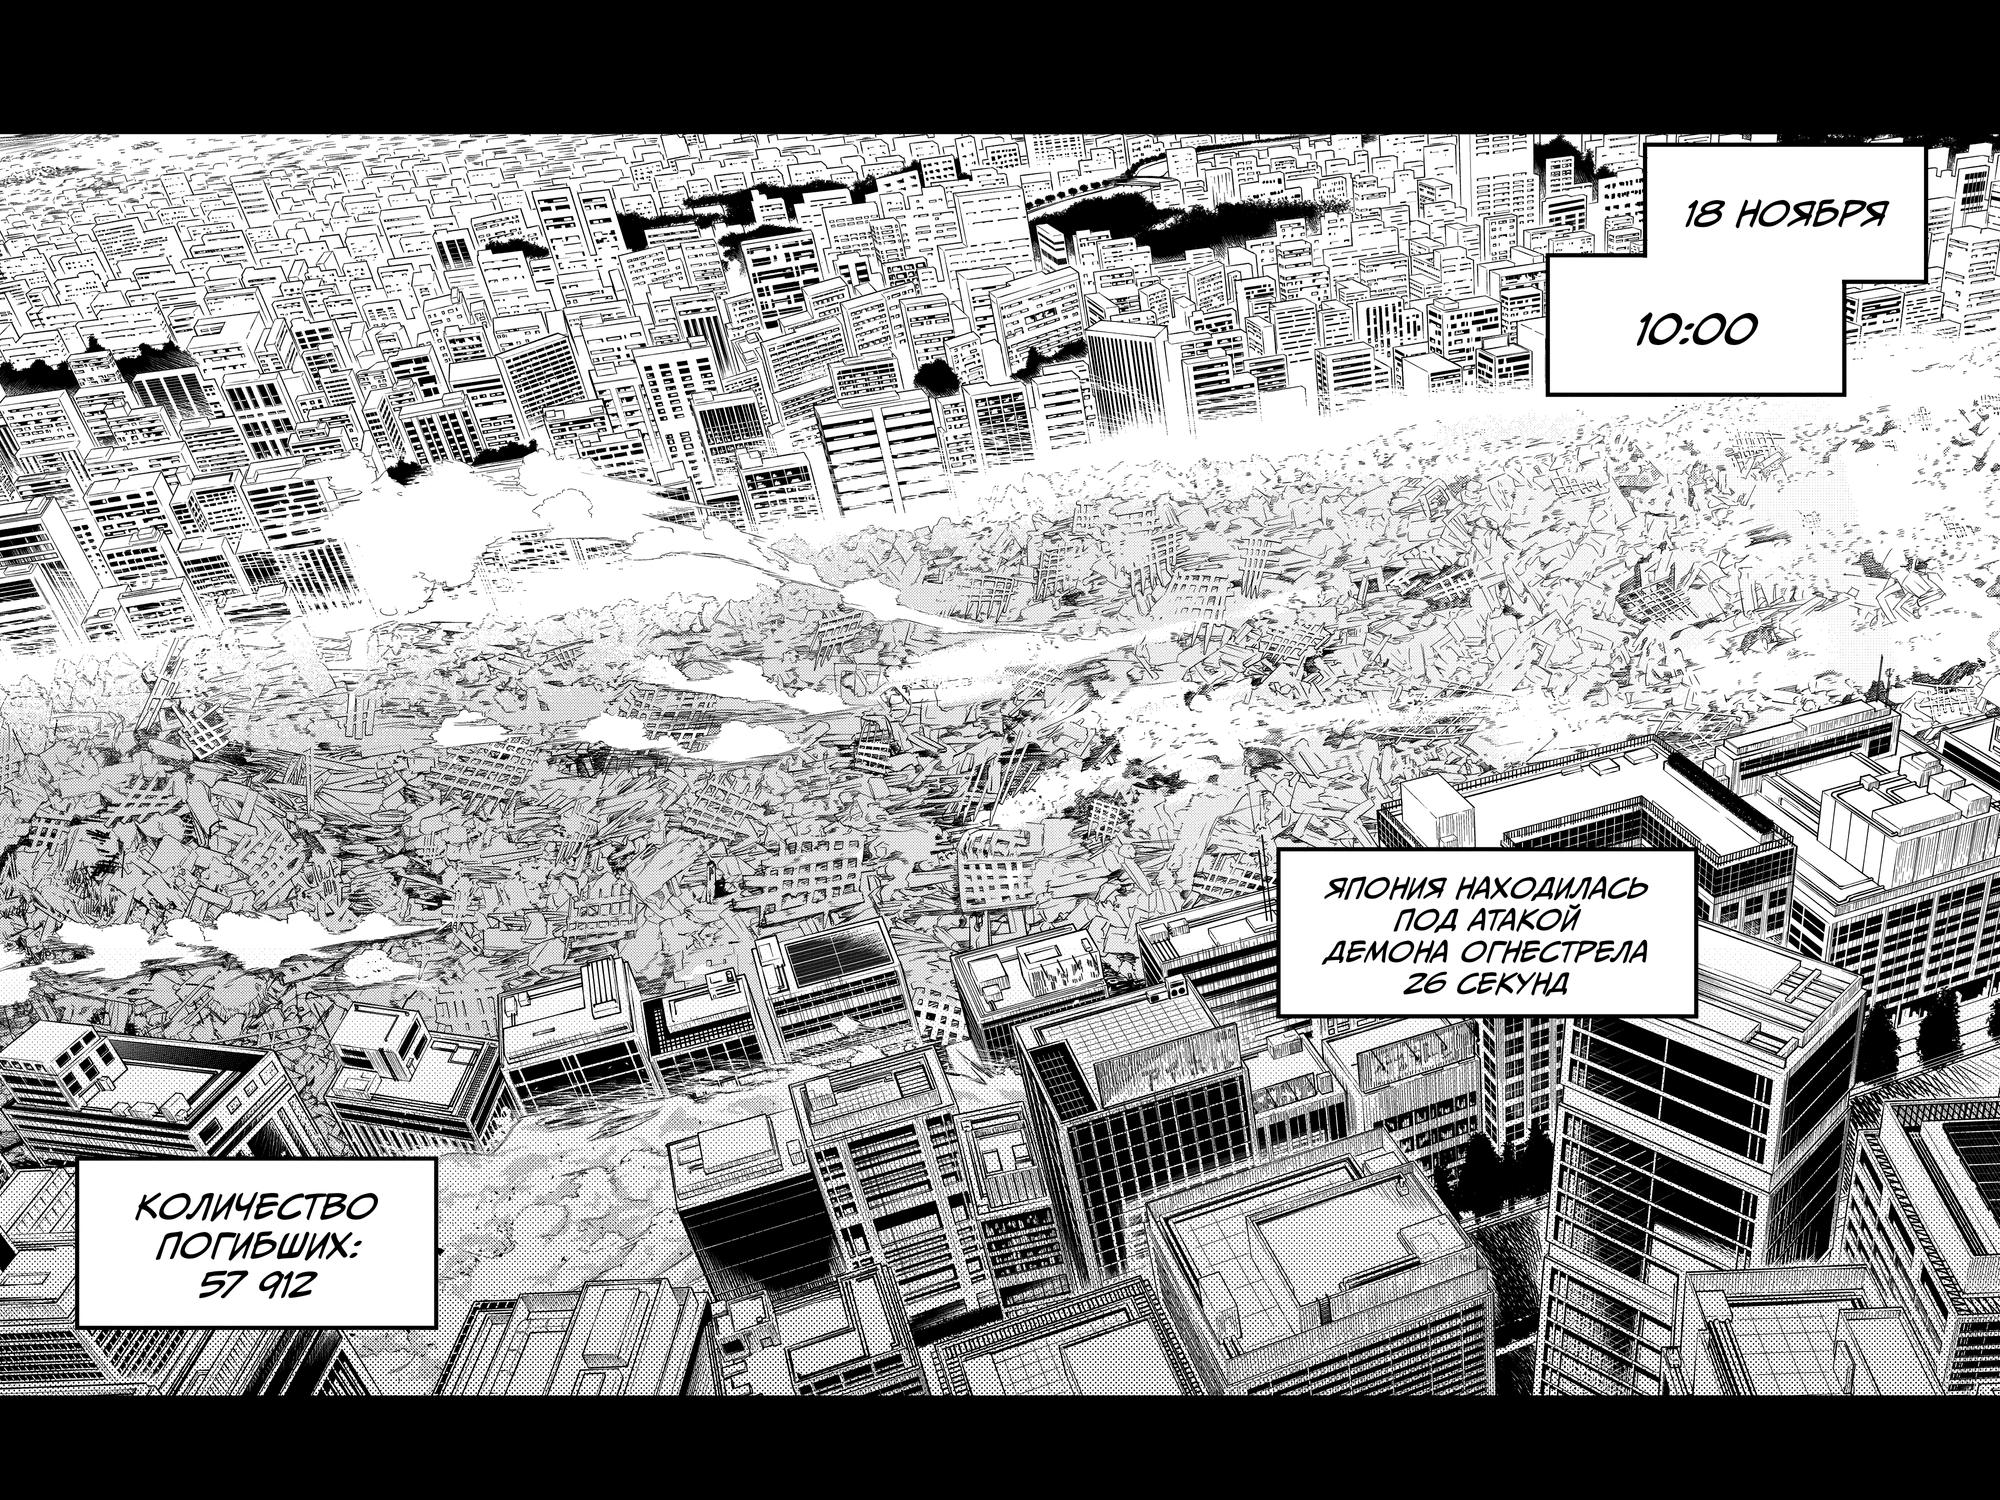 18 НОЯБРЯ
10:00
ЯПОНИЯ НАХОДИЛАСЬ
ПОД АТАКОЙ
ДЕМОНА ОГНЕСТРЕЛА
26 СЕКУНД
КОЛИЧЕСТВО
ПОГИБШИХ:
57 912